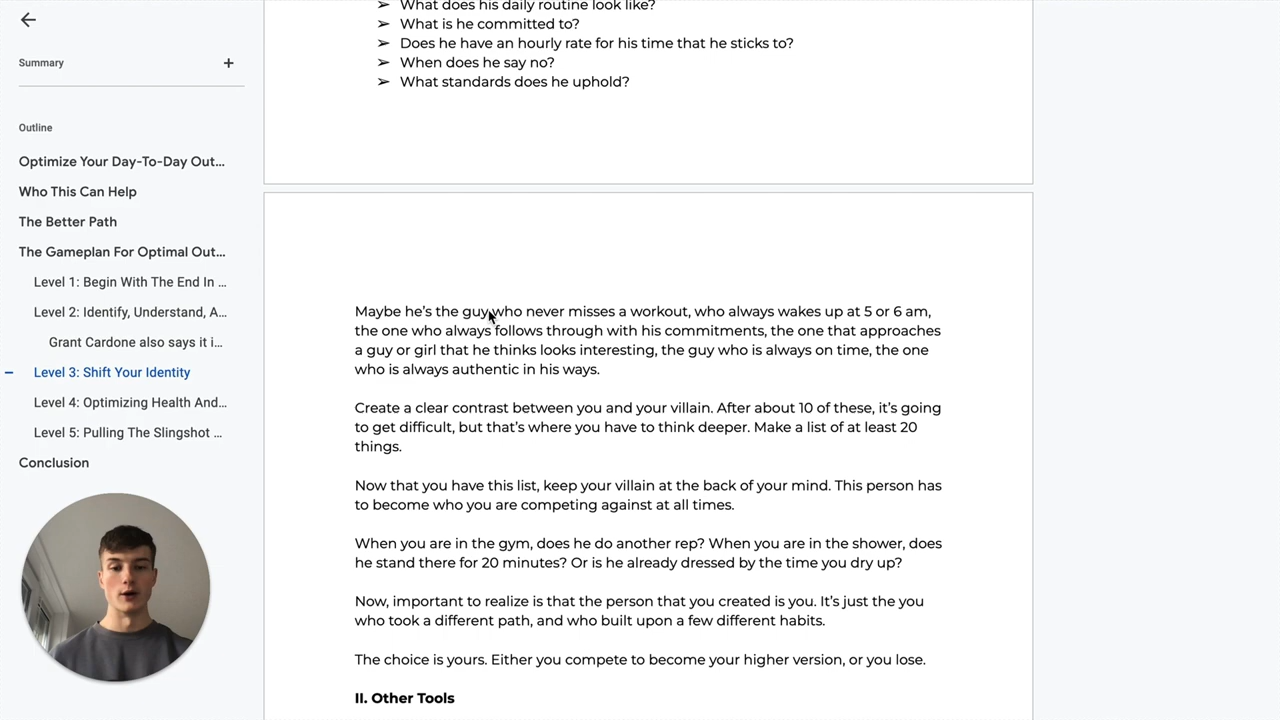 Summary
+
Outline
Optimize Your Day-To-Day Out...
Who This Can Help
The Better Path
The Gameplan For Optimal Out...
Level 1: Begin With The End In ...
Level 2: Identify, Understand, A...
Grant Cardone also says it i...
Level 3: Shift Your Identity
Level 4: Optimizing Health And...
Level 5: Pulling The Slingshot ...
Conclusion
➢ What does his daily routine look like?
➢ What is he committed to?
➢ Does he have an hourly rate for his time that he sticks to?
➢ When does he say no?
➢ What standards does he uphold?
Maybe he's the guy who never misses a workout, who always wakes up at 5 or 6 am,
the one who always follows through with his commitments, the one that approaches
a guy or girl that he thinks looks interesting, the guy who is always on time, the one
who is always authentic in his ways.
Create a clear contrast between you and your villain. After about 10 of these, it's going
to get difficult, but that's where you have to think deeper. Make a list of at least 20
things.
Now that you have this list, keep your villain at the back of your mind. This person has
to become who you are competing against at all times.
When you are in the gym, does he do another rep? When you are in the shower, does
he stand there for 20 minutes? Or is he already dressed by the time you dry up?
Now, important to realize is that the person that you created is you. It's just the you
who took a different path, and who built upon a few different habits.
The choice is yours. Either you compete to become your higher version, or you lose.
II. Other Tools